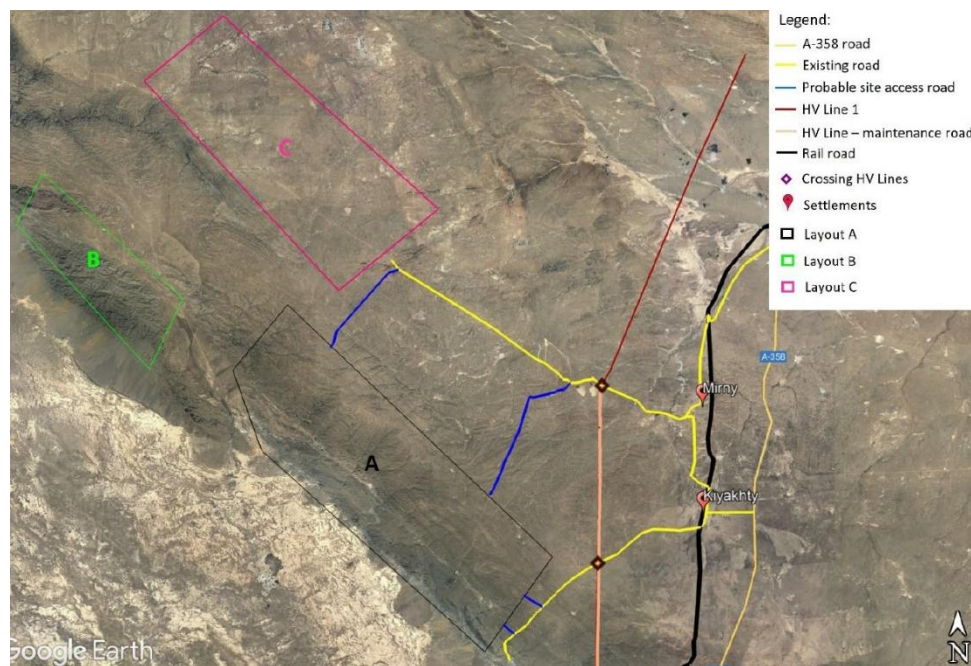 Legend:
A-358 road
Existing road
Probable site access road
HV Line 1
HV Line – maintenance road
Rail road
Crossing HV Lines
Settlements
Layout A
Layout B
Layout C
C
B
A-358
Mirny
A
Kiyakhty
Google Earth
N